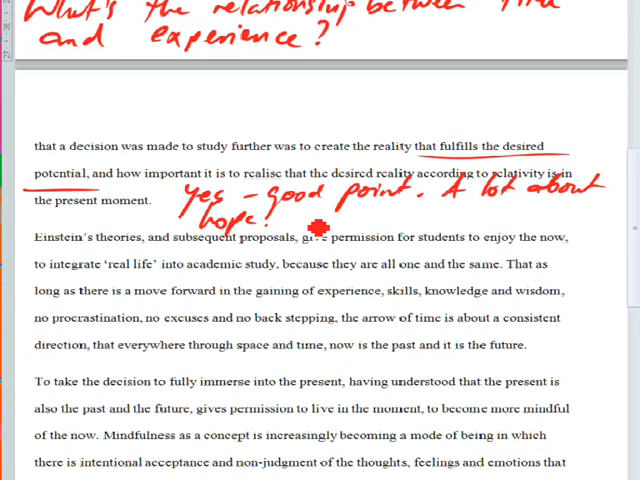 What's the relationship between time
and experience?
that a decision was made to study further was to create the reality that fulfills the desired
potential, and how important it is to realise that the desired reality according to relativity is in
the present moment.
yes - good point. A lot about
hope?
Einstein's theories, and subsequent proposals, give permission for students to enjoy the now,
to integrate 'real life' into academic study, because they are all one and the same. That as
long as there is a move forward in the gaining of experience, skills, knowledge and wisdom,
no procrastination, no excuses and no back stepping, the arrow of time is about a consistent
direction, that everywhere through space and time, now is the past and it is the future.
To take the decision to fully immerse into the present, having understood that the present is
also the past and the future, gives permission to live in the moment, to become more mindful
of the now. Mindfulness as a concept is increasingly becoming a mode of being in which
there is intentional acceptance and non-judgment of the thoughts, feelings and emotions that